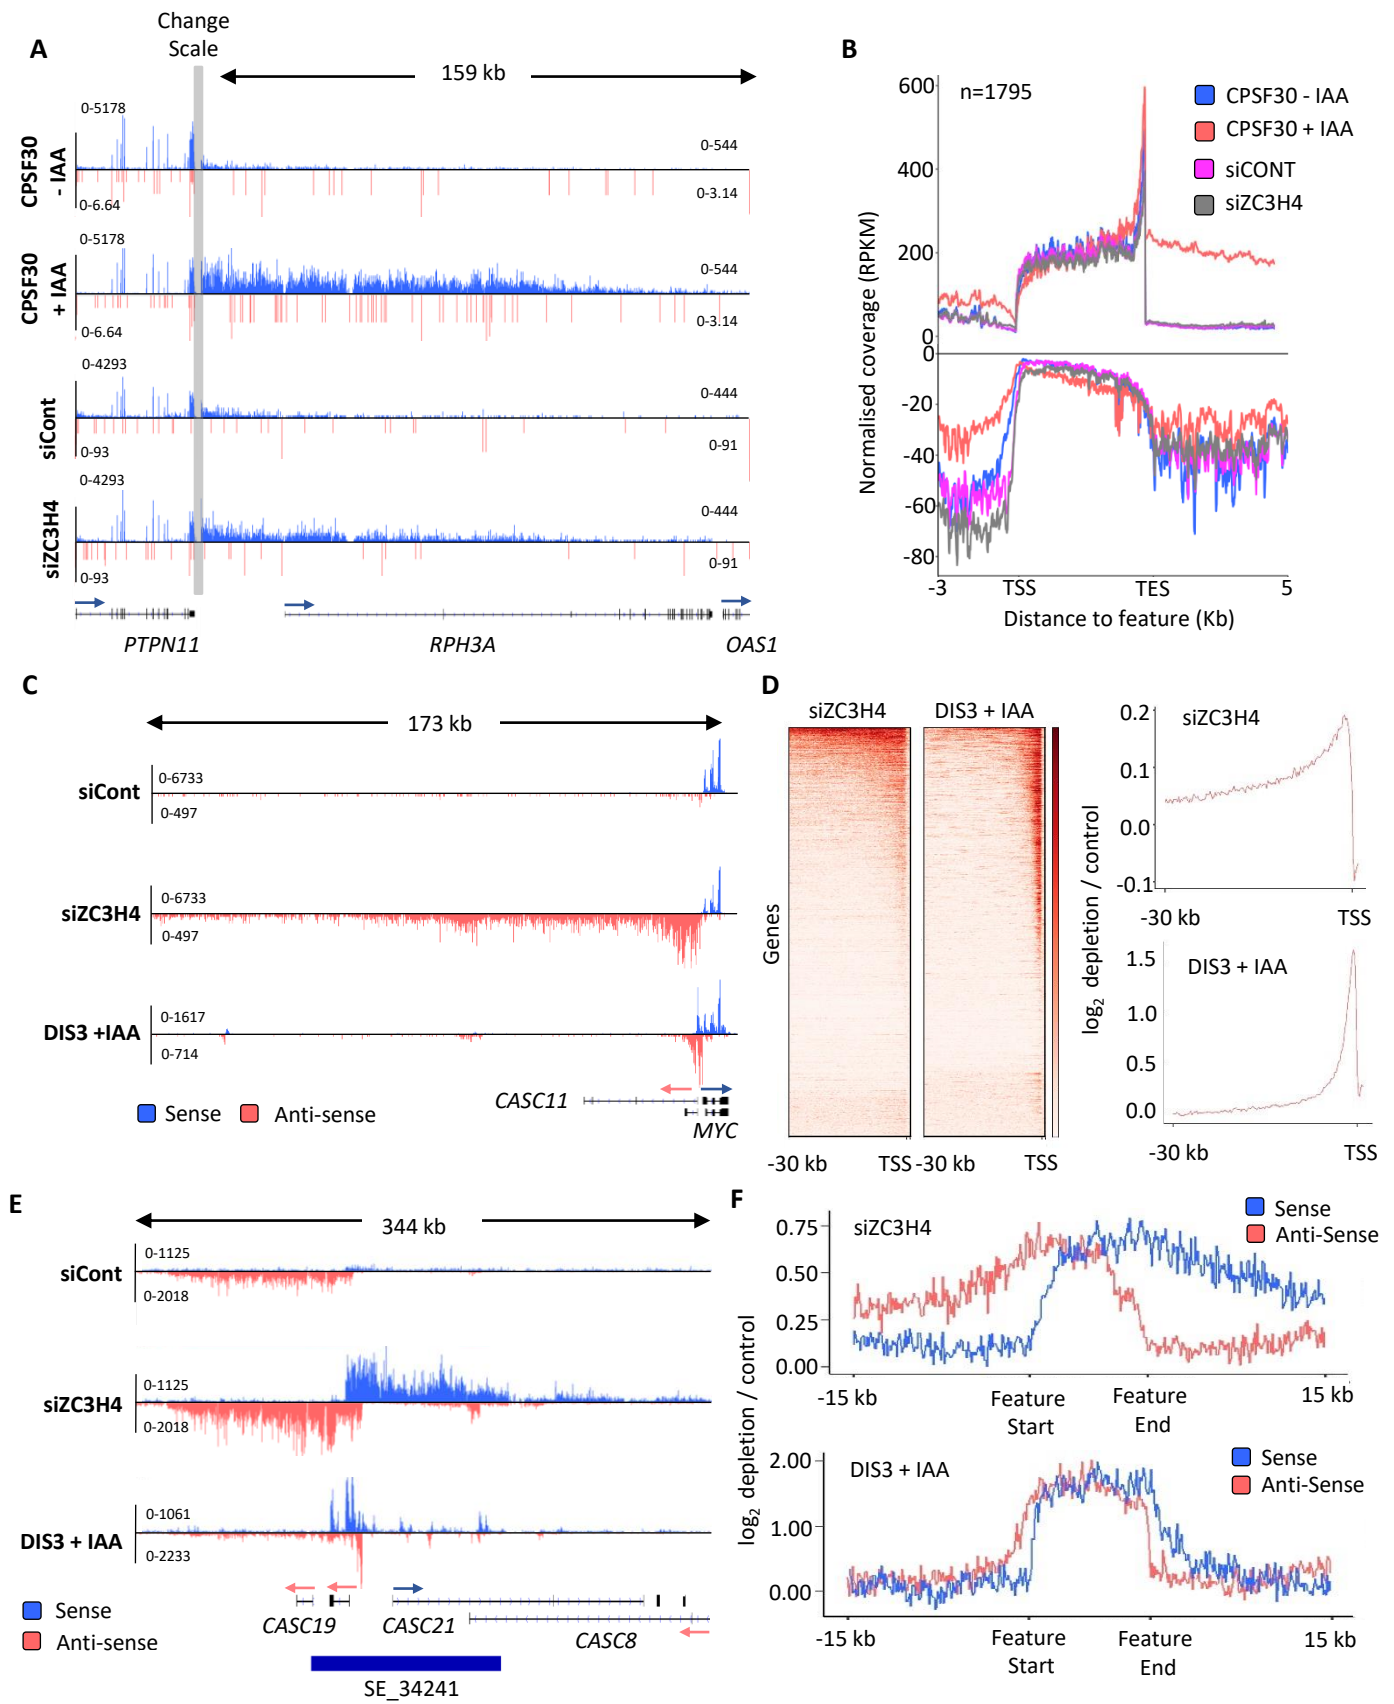 A
Change
Scale
159 kb
0-5178
0-544
CPSF30
- IAA
0-6.64
0-3.14
0-5178
0-544
CPSF30
+ IAA
0-6.64
0-3.14
0-4293
0-444
siCont
0-93
0-91
0-4293
0-444
siZC3H4
0-93
0-91
PTPN11
RPH3A
OAS1
B
n=1795
CPSF30 - IAA
CPSF30 + IAA
siCONT
siZC3H4
Normalised coverage (RPKM)
600
400
200
0
0
-20
-40
-60
-80
-3
TSS
TES
5
Distance to feature (Kb)
C
173 kb
siCont
0-6733
0-497
siZC3H4
0-6733
0-497
DIS3 +IAA
0-1617
0-714
CASC11
MYC
Sense
Anti-sense
D
siZC3H4
DIS3 + IAA
Genes
-30 kb
TSS
-30 kb
TSS
log2 depletion / control
siZC3H4
0.2
0.1
0.0
-0.1
-30 kb
TSS
DIS3 + IAA
1.5
1.0
0.5
0.0
-30 kb
TSS
E
344 kb
siCont
0-1125
0-2018
siZC3H4
0-1125
0-2018
DIS3 + IAA
0-1061
0-2233
CASC19
CASC21
CASC8
Sense
Anti-sense
SE_34241
F
siZC3H4
Sense
Anti-Sense
log2 depletion / control
0.75
0.50
0.25
0.00
-15 kb
Feature
Start
Feature
End
15 kb
DIS3 + IAA
Sense
Anti-Sense
2.00
1.00
0.00
-15 kb
Feature
Start
Feature
End
15 kb